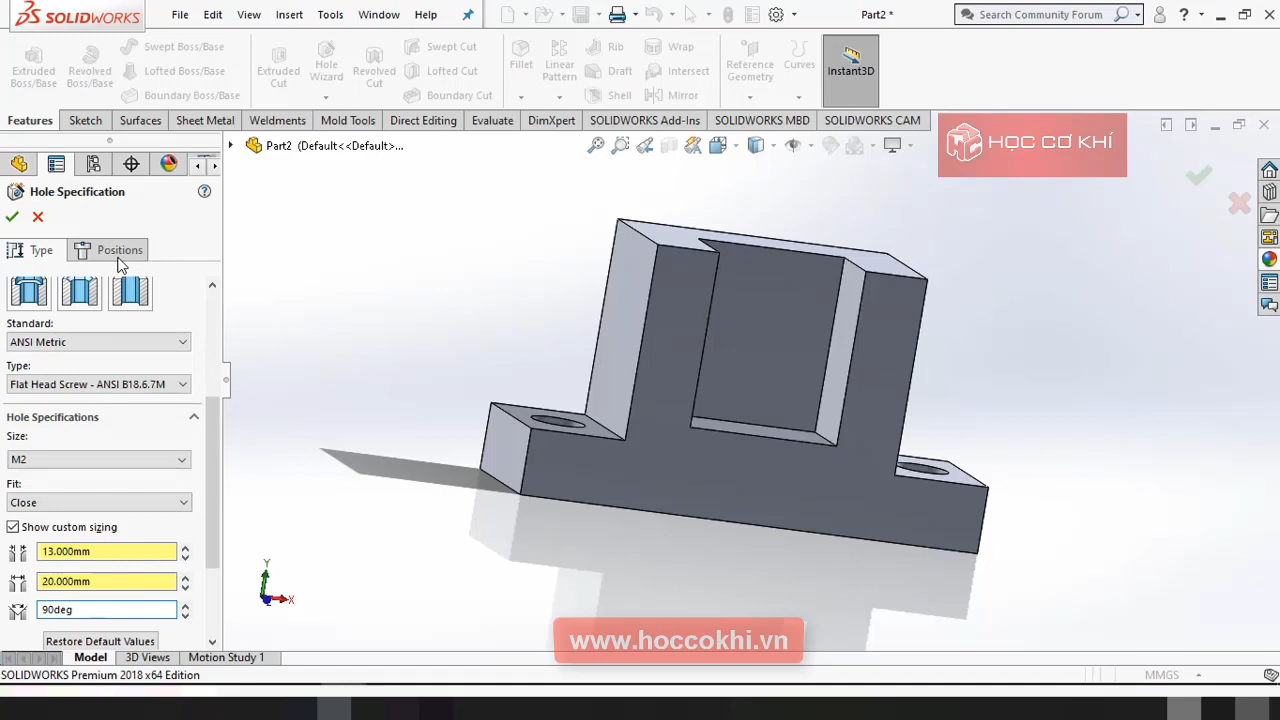 SOLIDWORKS
File Edit View Insert Tools Window Help
Part2 *
Search Community Forum
?
Extruded Boss/Base
Revolved Boss/Base
Swept Boss/Base
Lofted Boss/Base
Boundary Boss/Base
Extruded Cut
Hole Wizard
Revolved Cut
Swept Cut
Lofted Cut
Boundary Cut
Fillet
Linear Pattern
Rib
Draft
Shell
Wrap
Intersect
Mirror
Reference Geometry
Curves
Instant3D
Features Sketch Surfaces Sheet Metal Weldments Mold Tools Direct Editing Evaluate DimXpert SOLIDWORKS Add-Ins SOLIDWORKS MBD SOLIDWORKS CAM
Part2 (Default<<Default>...
HỌC CƠ KHÍ
Hole Specification
?
Type Positions
Standard:
ANSI Metric
Type:
Flat Head Screw - ANSI B18.6.7M
Hole Specifications
Size:
M2
Fit:
Close
Show custom sizing
13.000mm
20.000mm
90deg
Restore Default Values
Y
X
Z
www.hoccokhi.vn
Model 3D Views Motion Study 1
SOLIDWORKS Premium 2018 x64 Edition
MMGS